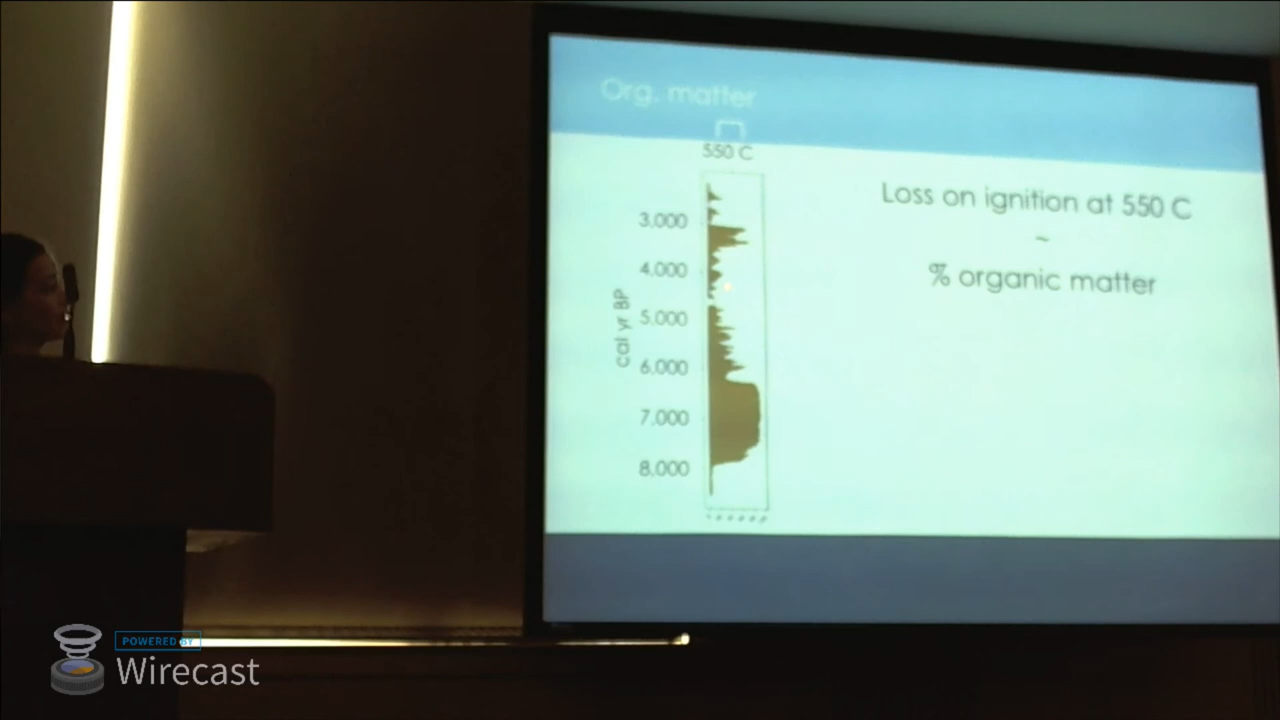 Org. matter
550 C
Loss on ignition at 550 C
~
% organic matter
3.000
4.000
5.000
6.000
7.000
8.000
cal yr BP
POWERED BY
Wirecast